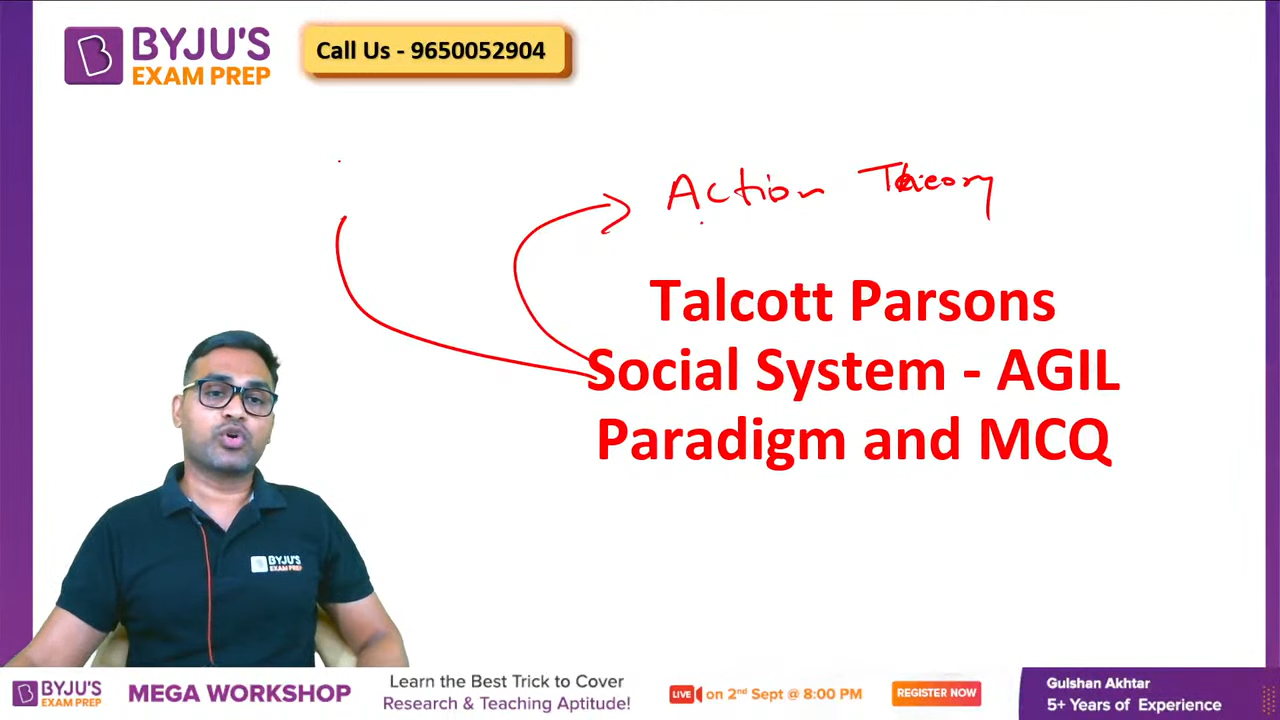 BYJU'S
EXAM PREP
Call Us - 9650052904
Action Theory
Talcott Parsons
Social System - AGIL
Paradigm and MCQ
BYJU'S
EXAM PREP
BYJU'S
EXAM PREP
MEGA WORKSHOP
Learn the Best Trick to Cover
Research & Teaching Aptitude!
LIVE on 2nd Sept @ 8:00 PM
REGISTER NOW
Gulshan Akhtar
5+ Years of Experience